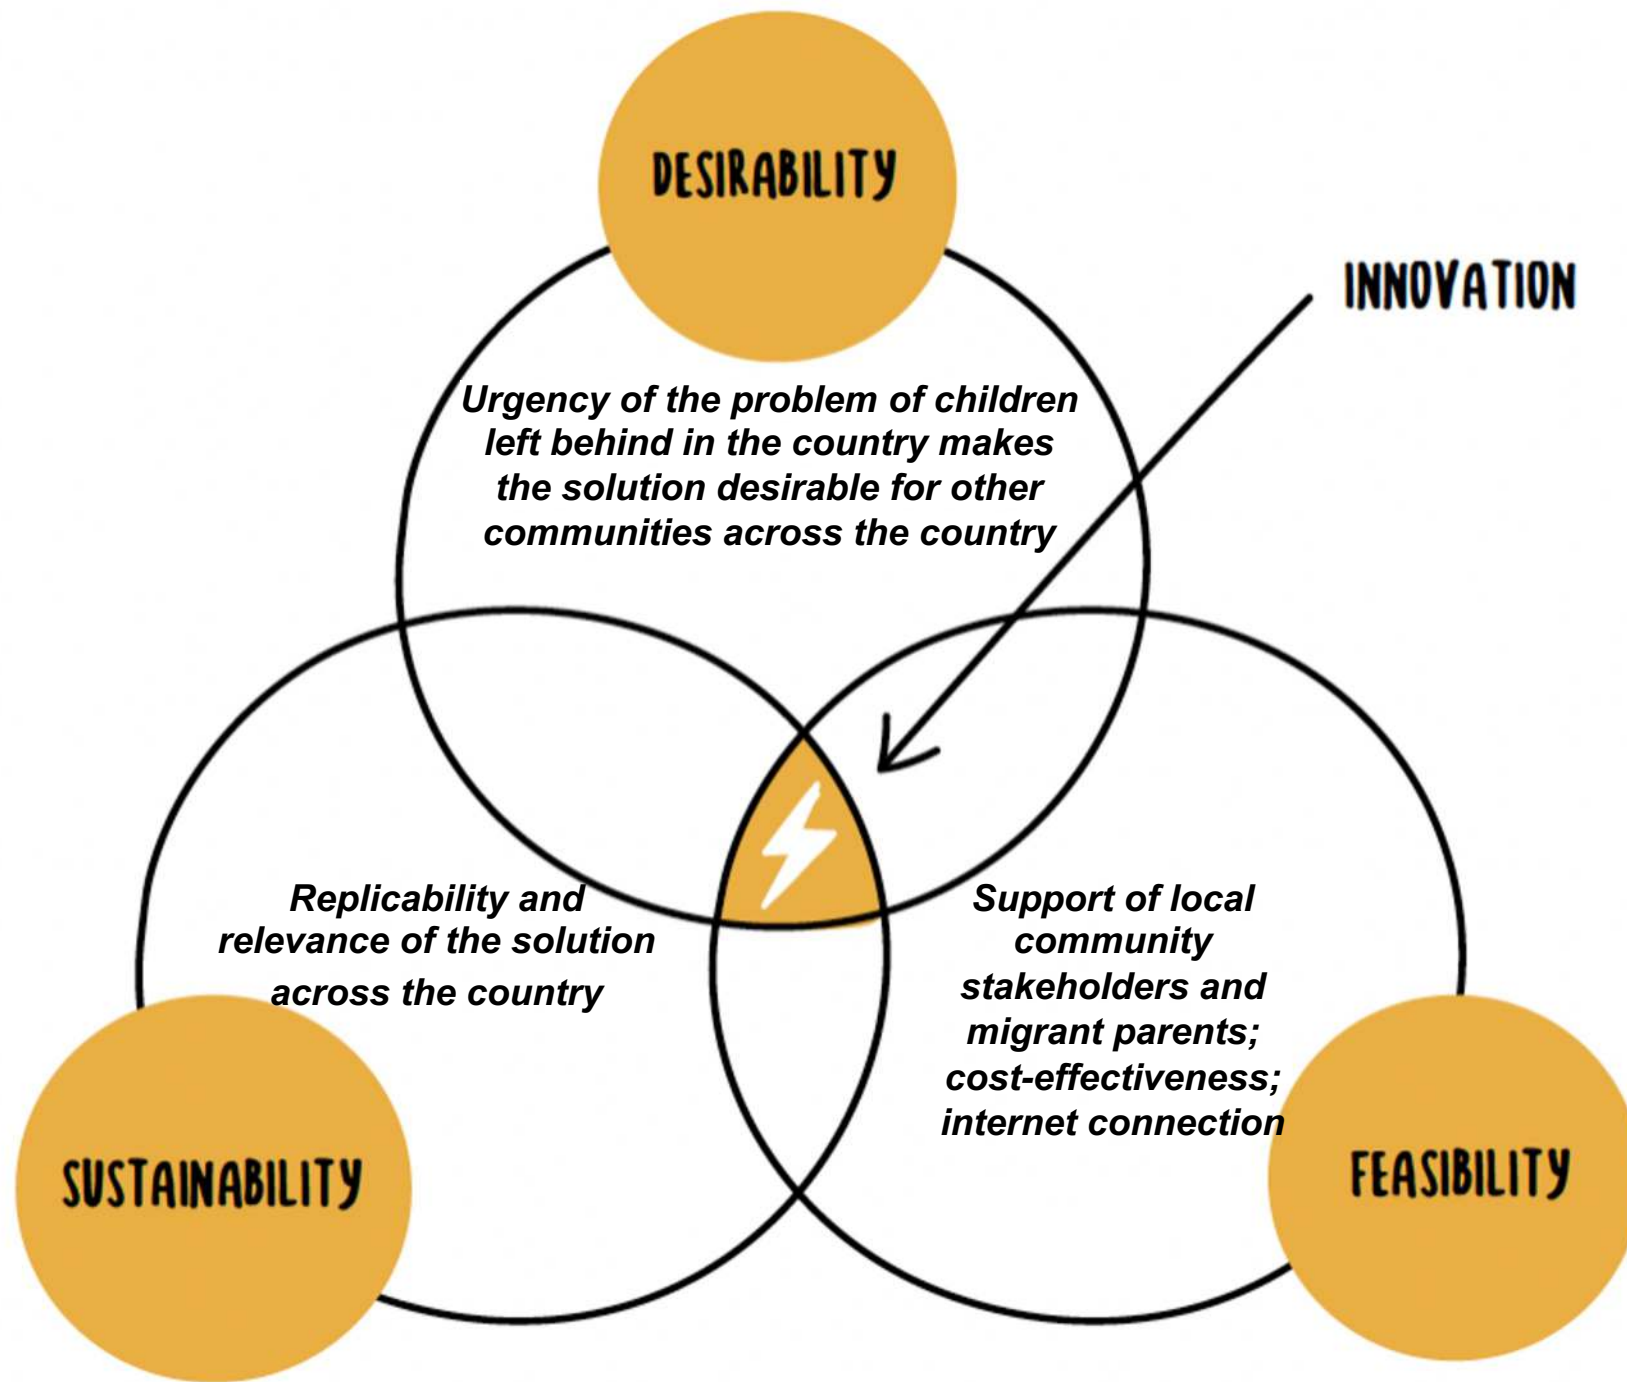 DESIRABILITY
INNOVATION
Urgency of the problem of children
left behind in the country makes
the solution desirable for other
communities across the country
Replicability and
relevance of the solution
across the country
Support of local
community
stakeholders and
migrant parents;
cost-effectiveness;
internet connection
SUSTAINABILITY
FEASIBILITY